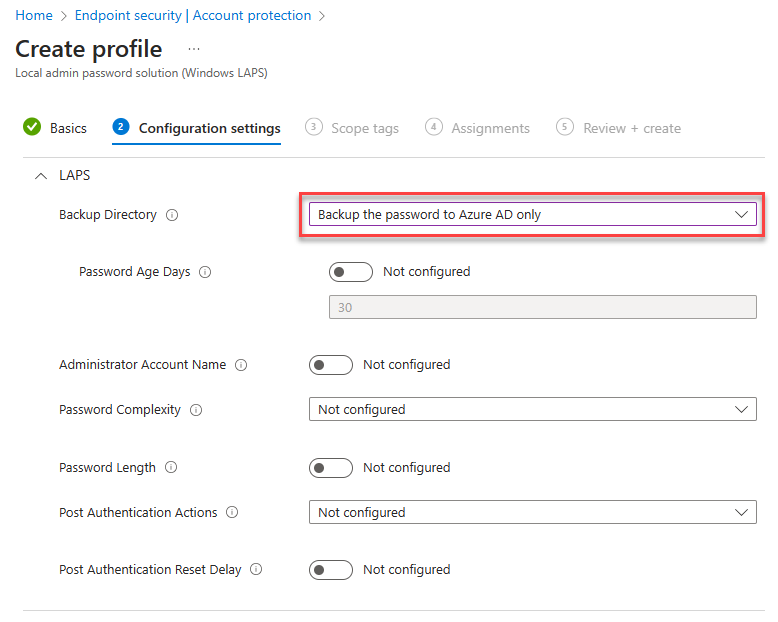 Home > Endpoint security | Account protection >
Create profile ...
Local admin password solution (Windows LAPS)
Basics 2 Configuration settings 3 Scope tags 4 Assignments 5 Review + create
LAPS
Backup Directory Backup the password to Azure AD only
Password Age Days Not configured
30
Administrator Account Name Not configured
Password Complexity Not configured
Password Length Not configured
Post Authentication Actions Not configured
Post Authentication Reset Delay Not configured